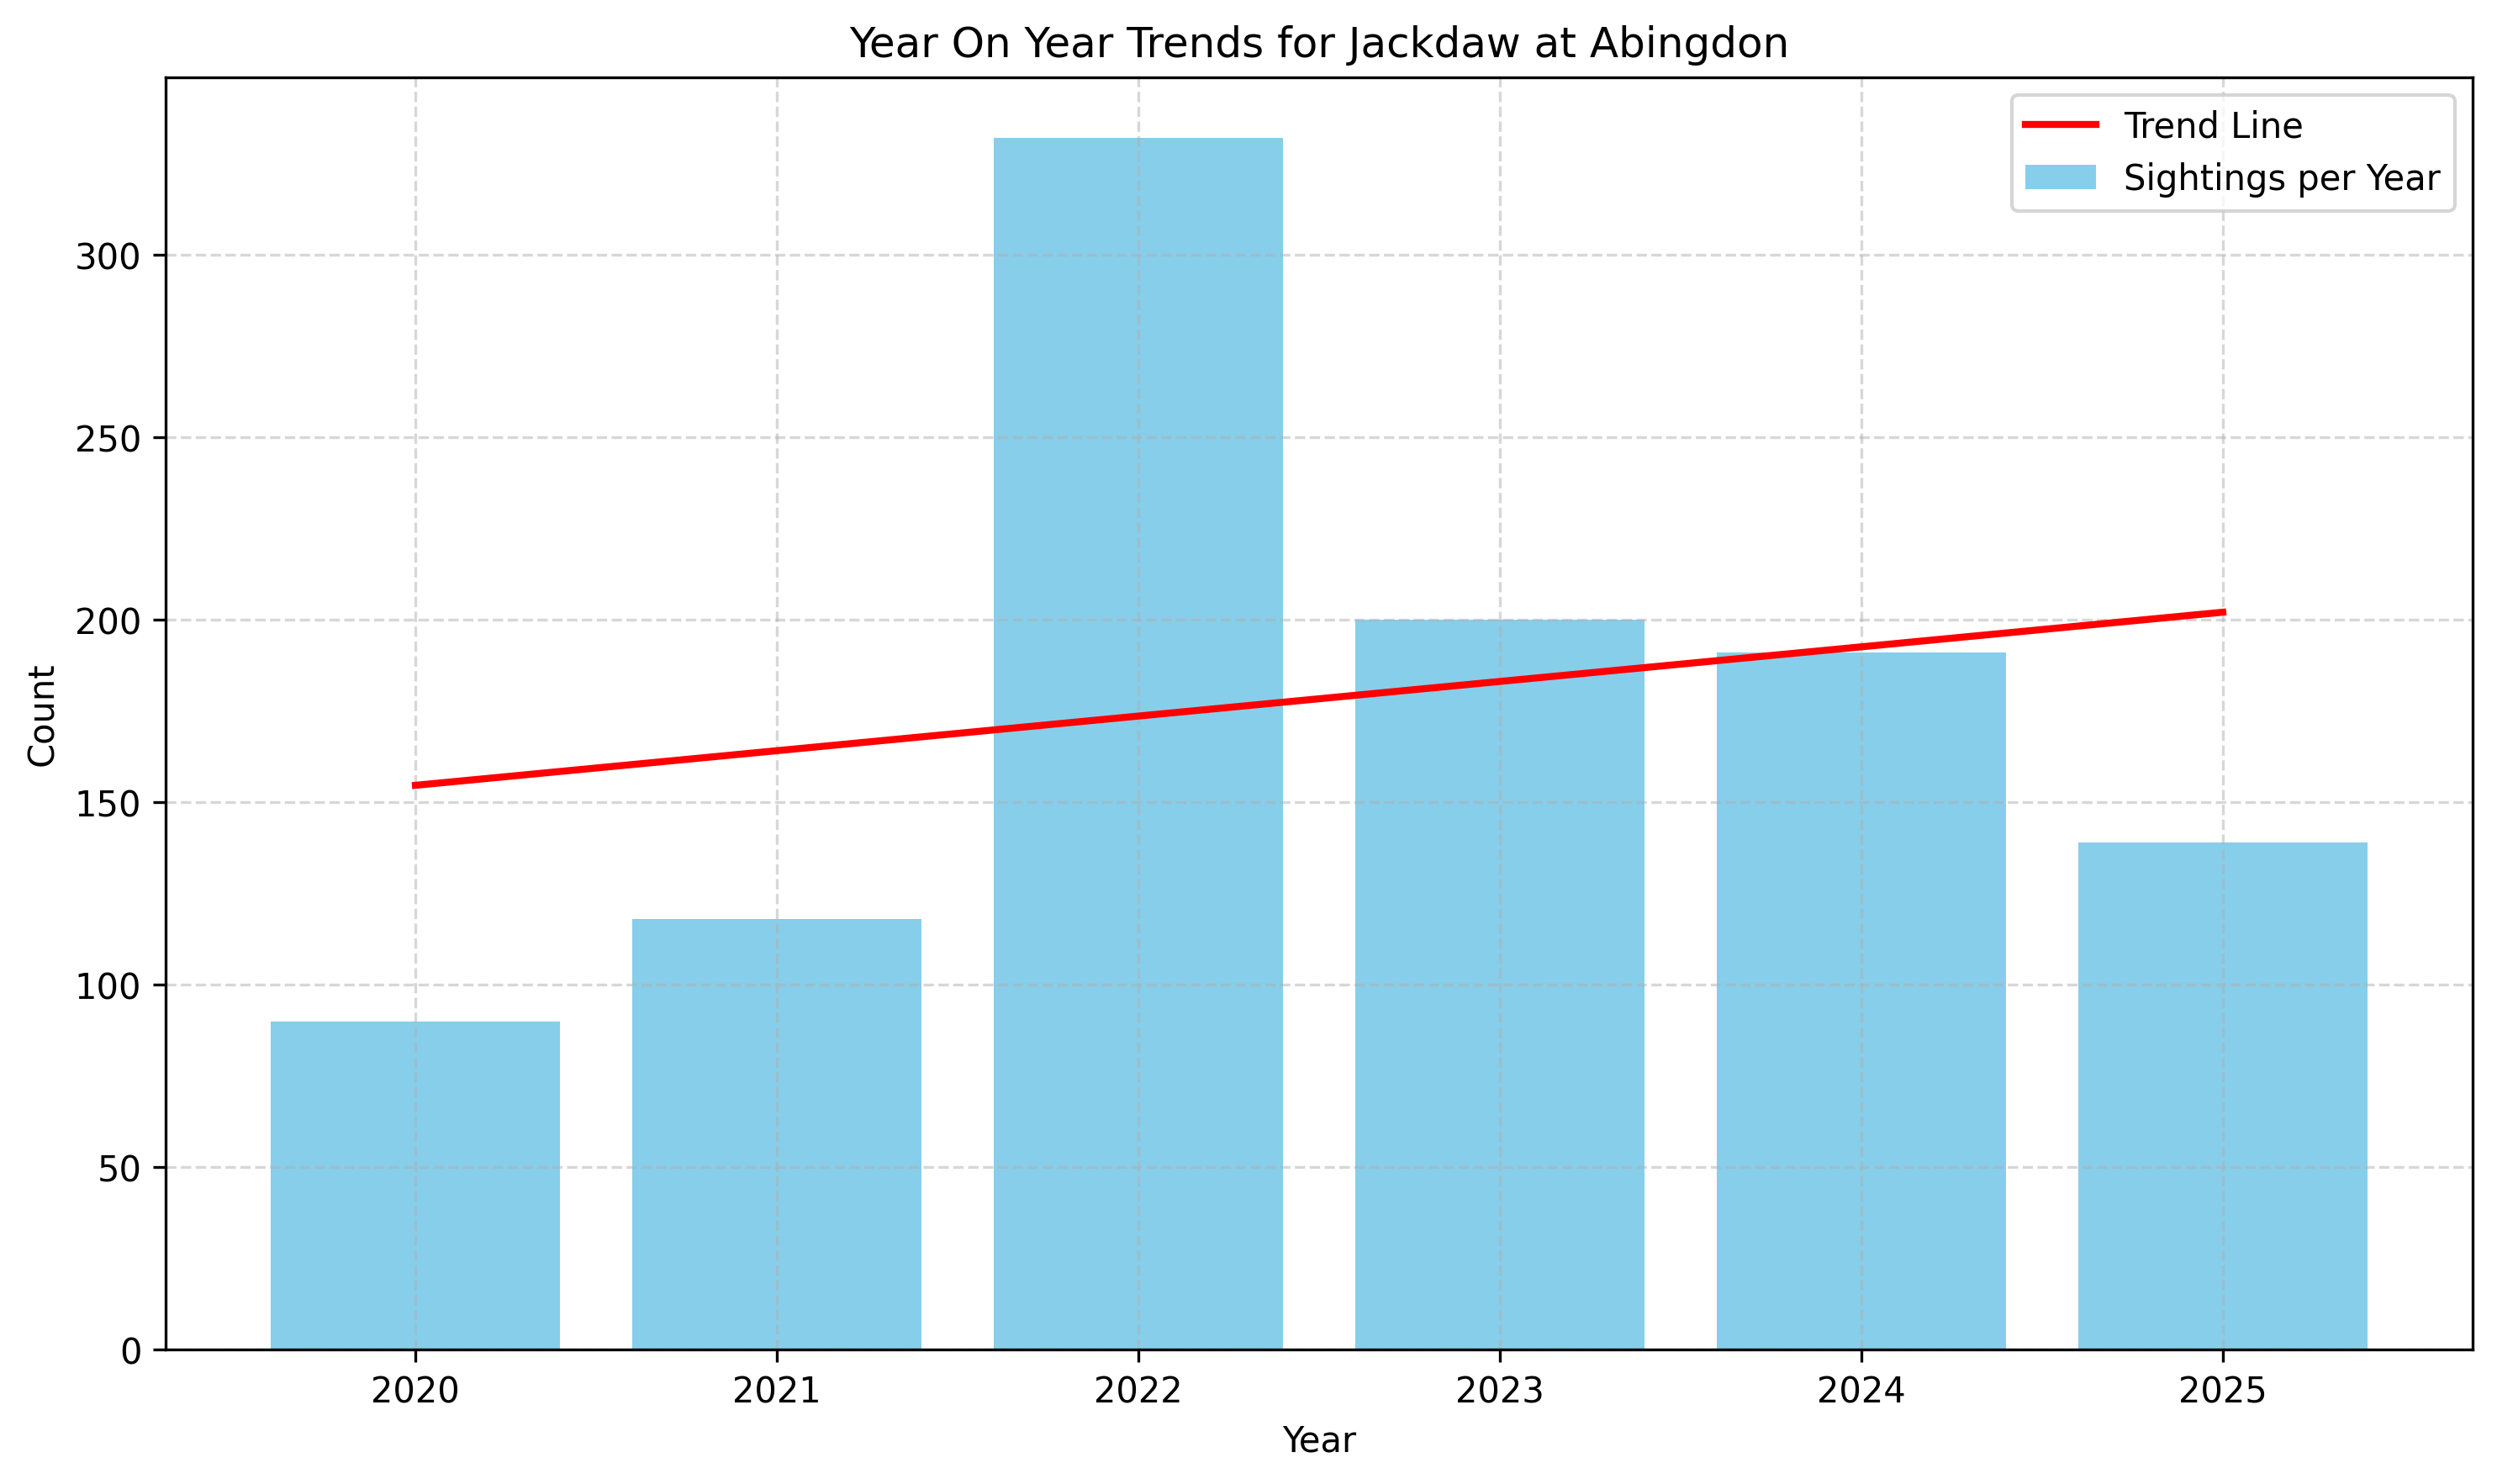 Year On Year Trends for Jackdaw at Abingdon
Trend Line
Sightings per Year
300
250
200
150
100
50
0
Count
2020 2021 2022 2023 2024 2025
Year